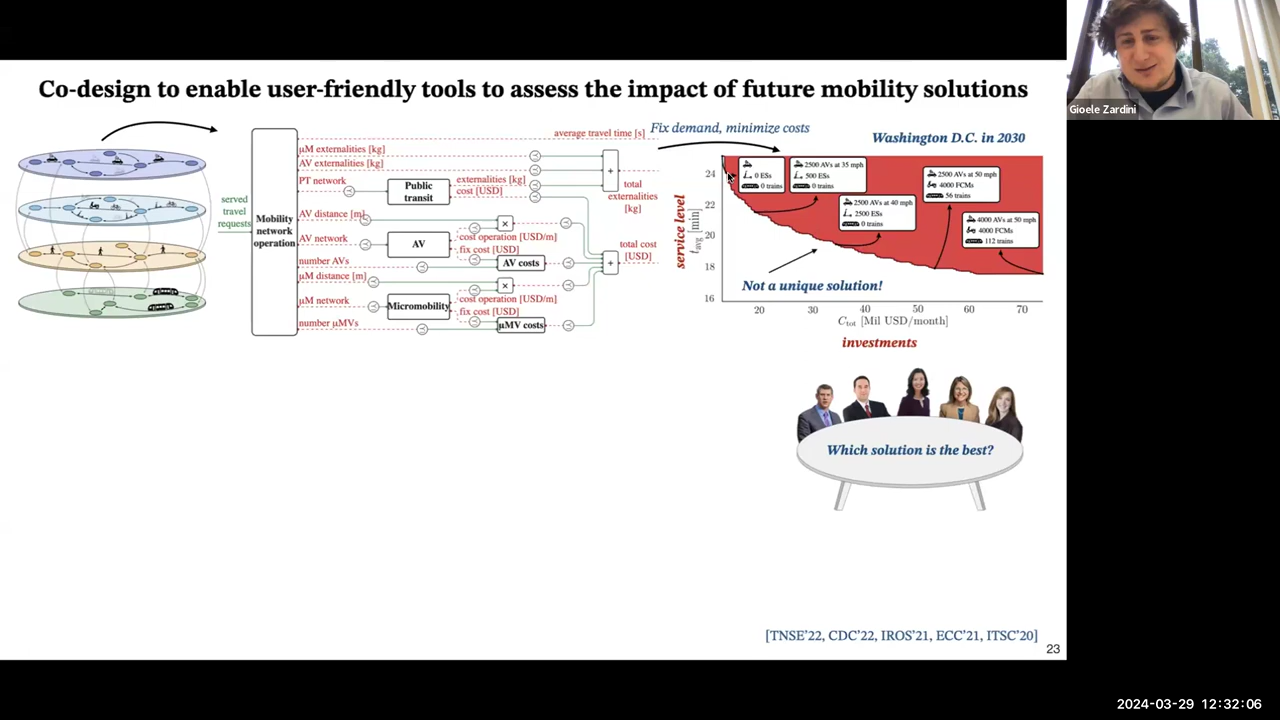 Gioele Zardini
Co-design to enable user-friendly tools to assess the impact of future mobility solutions
served
travel
requests
Mobility
network
operation
average travel time [s]
μM externalities [kg]
AV externalities [kg]
PT network
Public
transit
externalities [kg]
cost [USD]
+
total
externalities
[kg]
AV distance [m]
×
AV network
AV
cost operation [USD/m]
fix cost [USD]
number AVs
AV costs
+
total cost
[USD]
μM distance [m]
×
μM network
Micromobility
cost operation [USD/m]
fix cost [USD]
number μMVs
μMV costs
Fix demand, minimize costs
Washington D.C. in 2030
service level
t_avg [min]
24
22
20
18
16
0 ESs
0 trains
2500 AVs at 35 mph
500 ESs
0 trains
2500 AVs at 40 mph
2500 ESs
0 trains
2500 AVs at 50 mph
4000 FCMs
56 trains
4000 AVs at 50 mph
4000 FCMs
112 trains
Not a unique solution!
20 30 40 50 60 70
C_tot [Mil USD/month]
investments
Which solution is the best?
[TNSE'22, CDC'22, IROS'21, ECC'21, ITSC'20]
23
2024-03-29 12:32:06